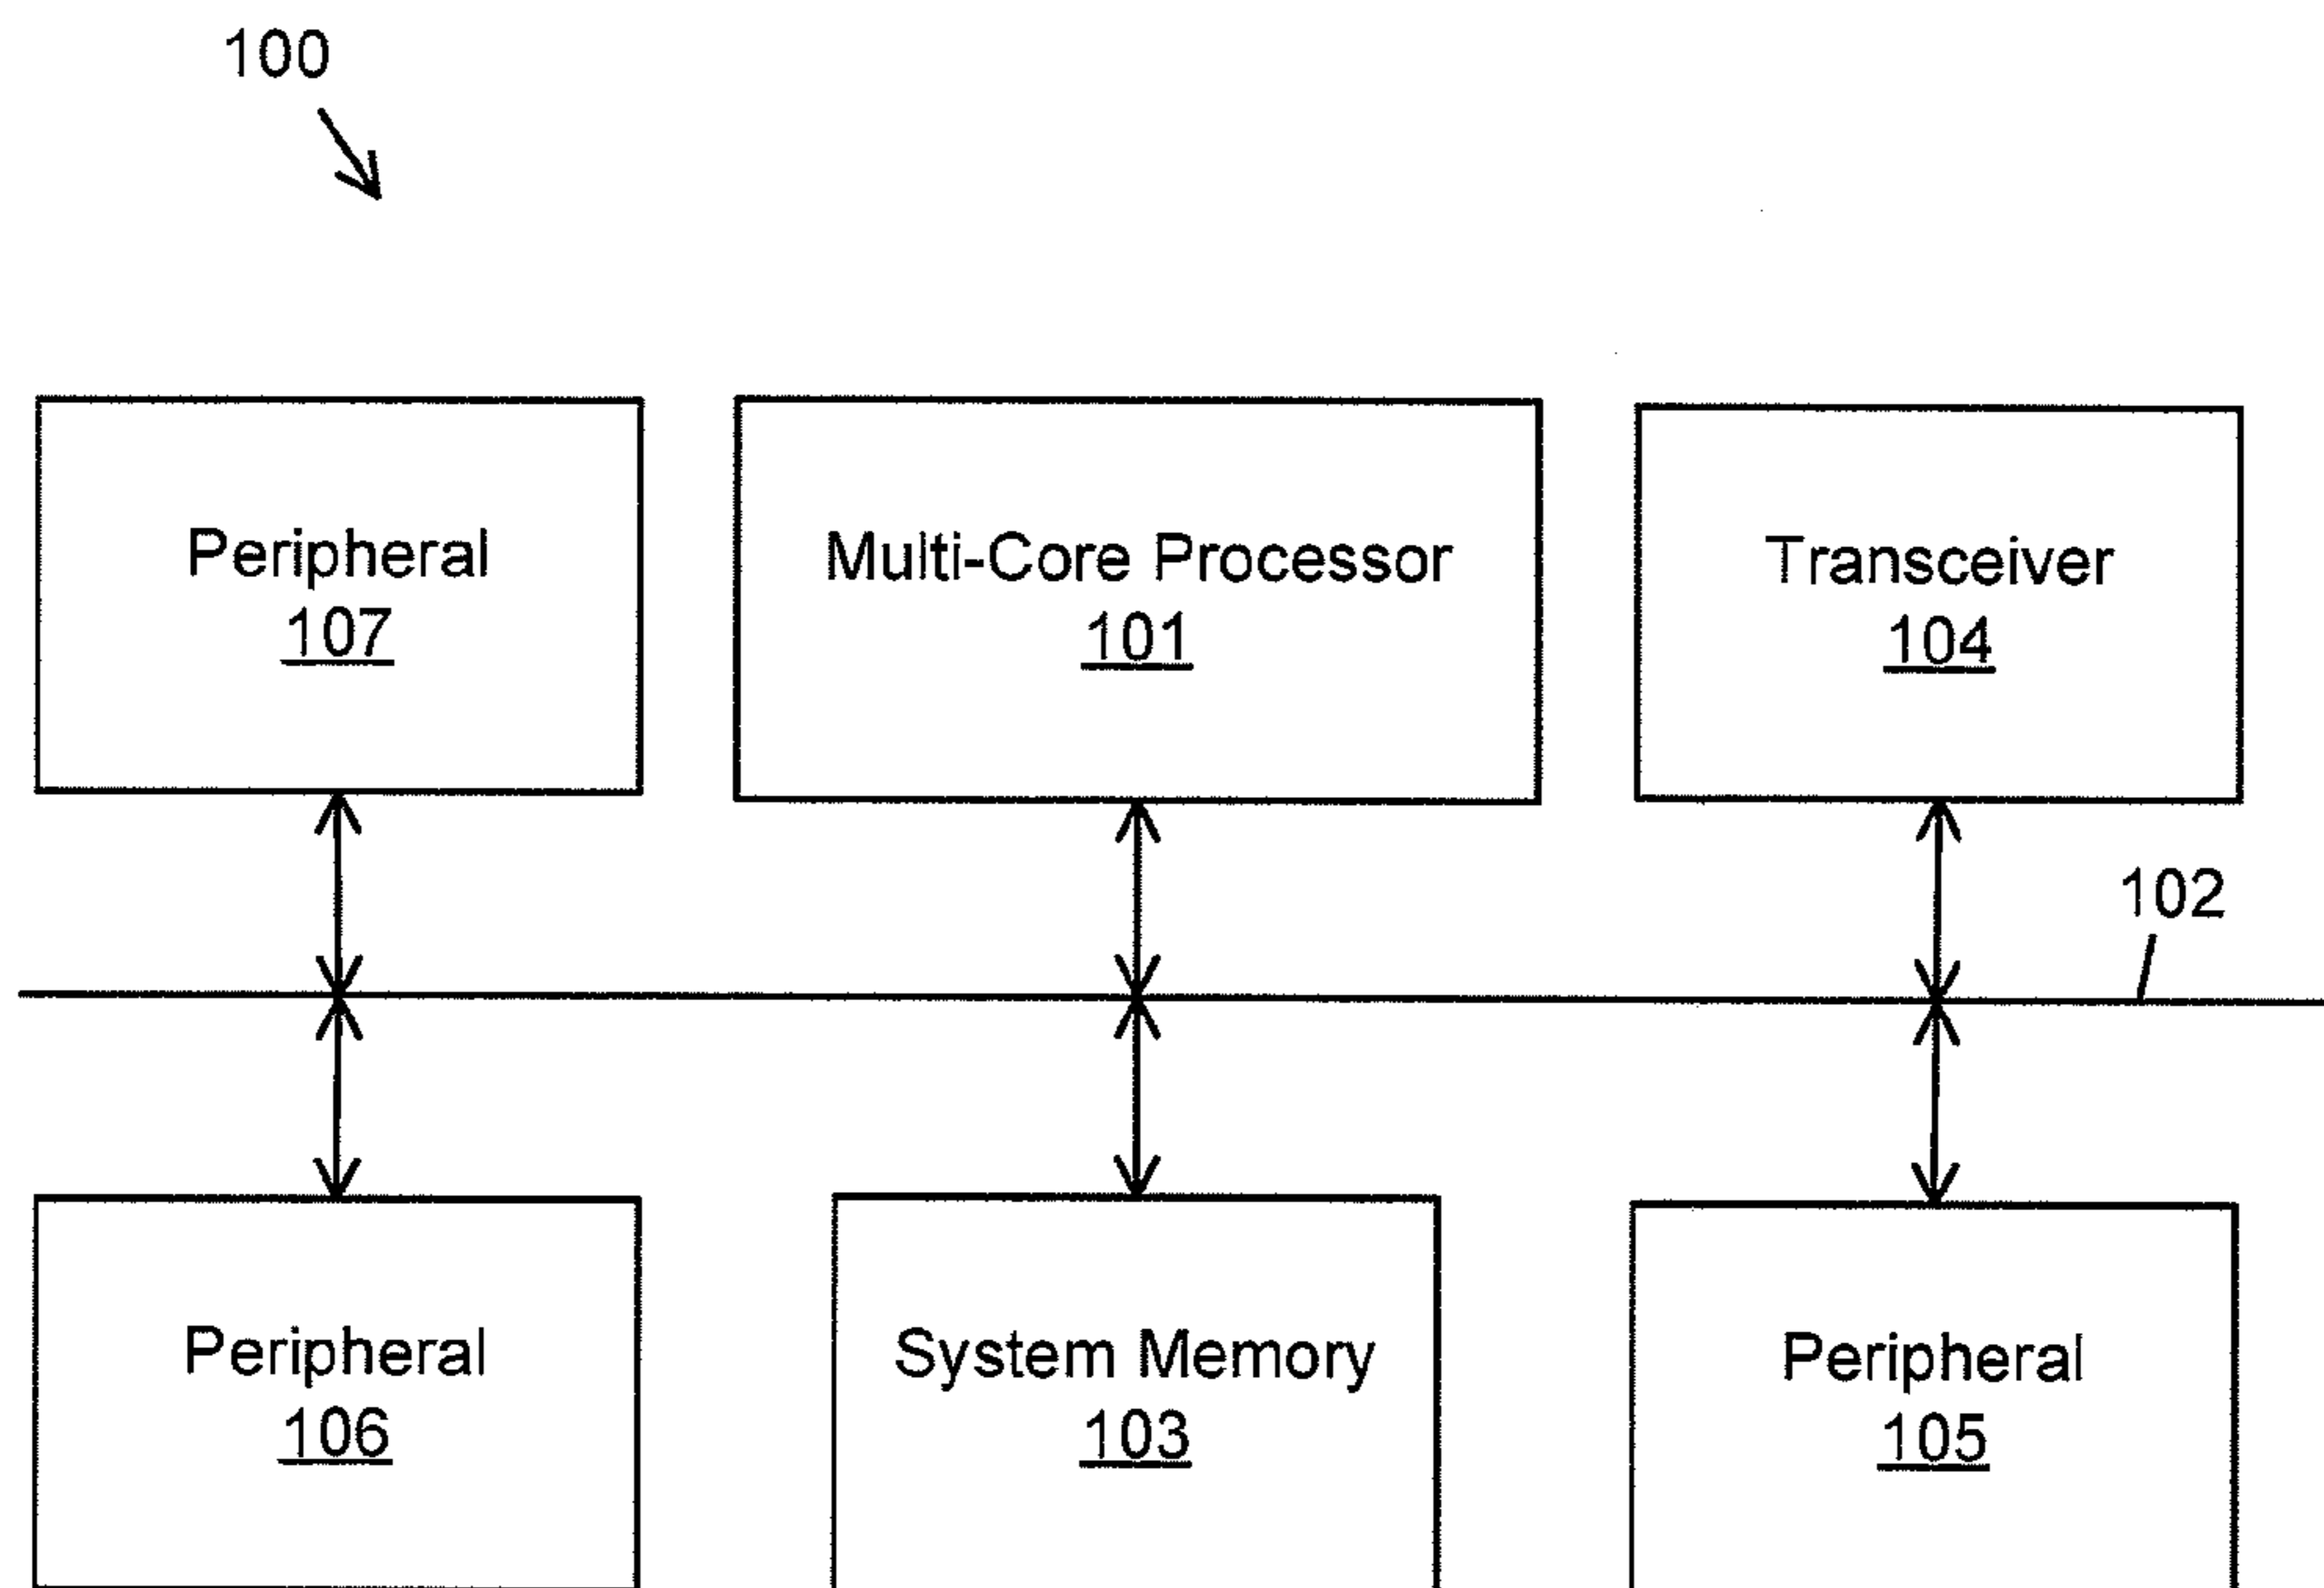 100
Peripheral
107
Multi-Core Processor
101
Transceiver
104
102
Peripheral
106
System Memory
103
Peripheral
105